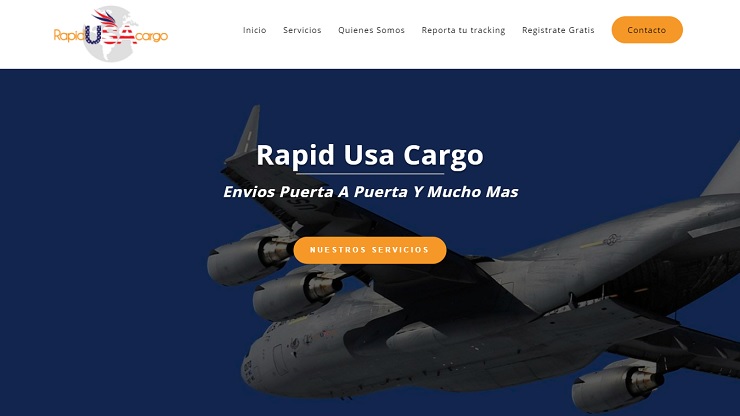 Rapid USA cargo
Inicio Servicios Quienes Somos Reporta tu tracking Registrate Gratis Contacto
Rapid Usa Cargo
Envios Puerta A Puerta Y Mucho Mas
NUESTROS SERVICIOS